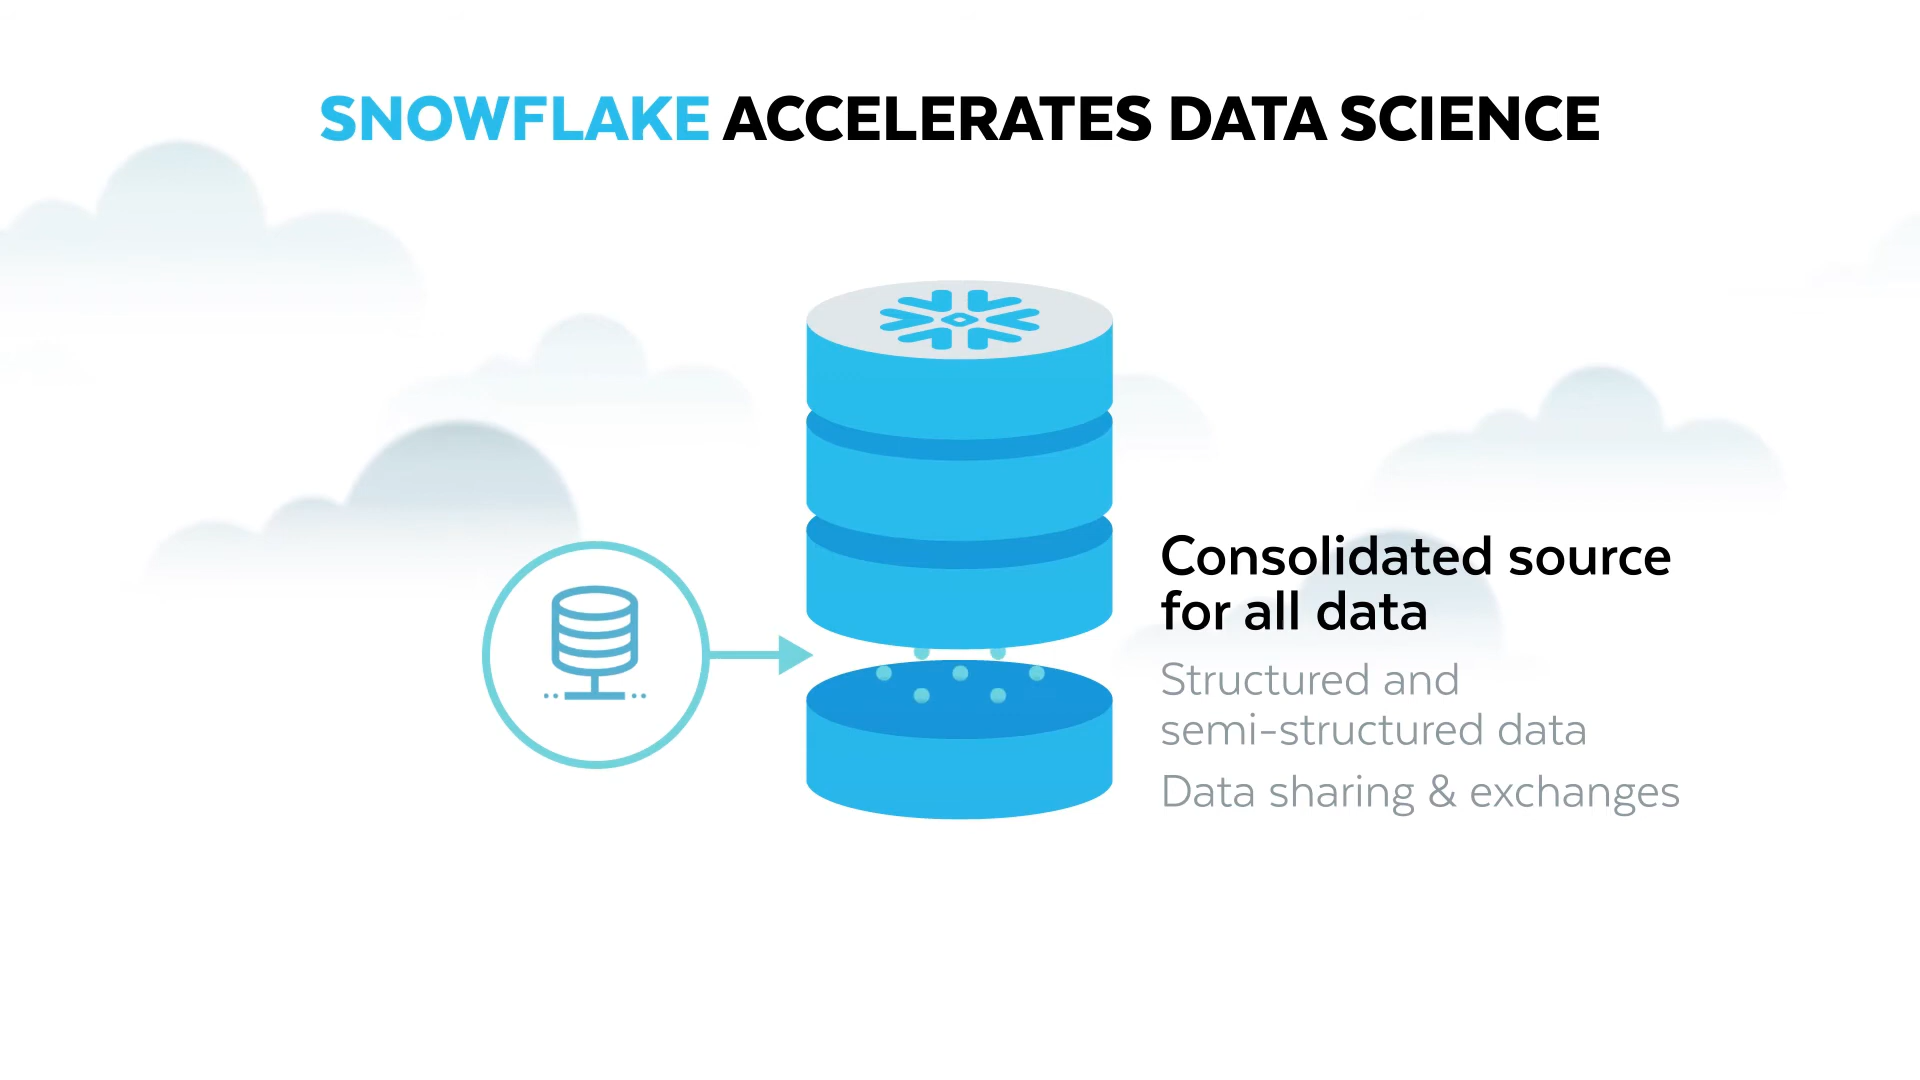 SNOWFLAKE ACCELERATES DATA SCIENCE
Consolidated source
for all data
Structured and
semi-structured data
Data sharing & exchanges